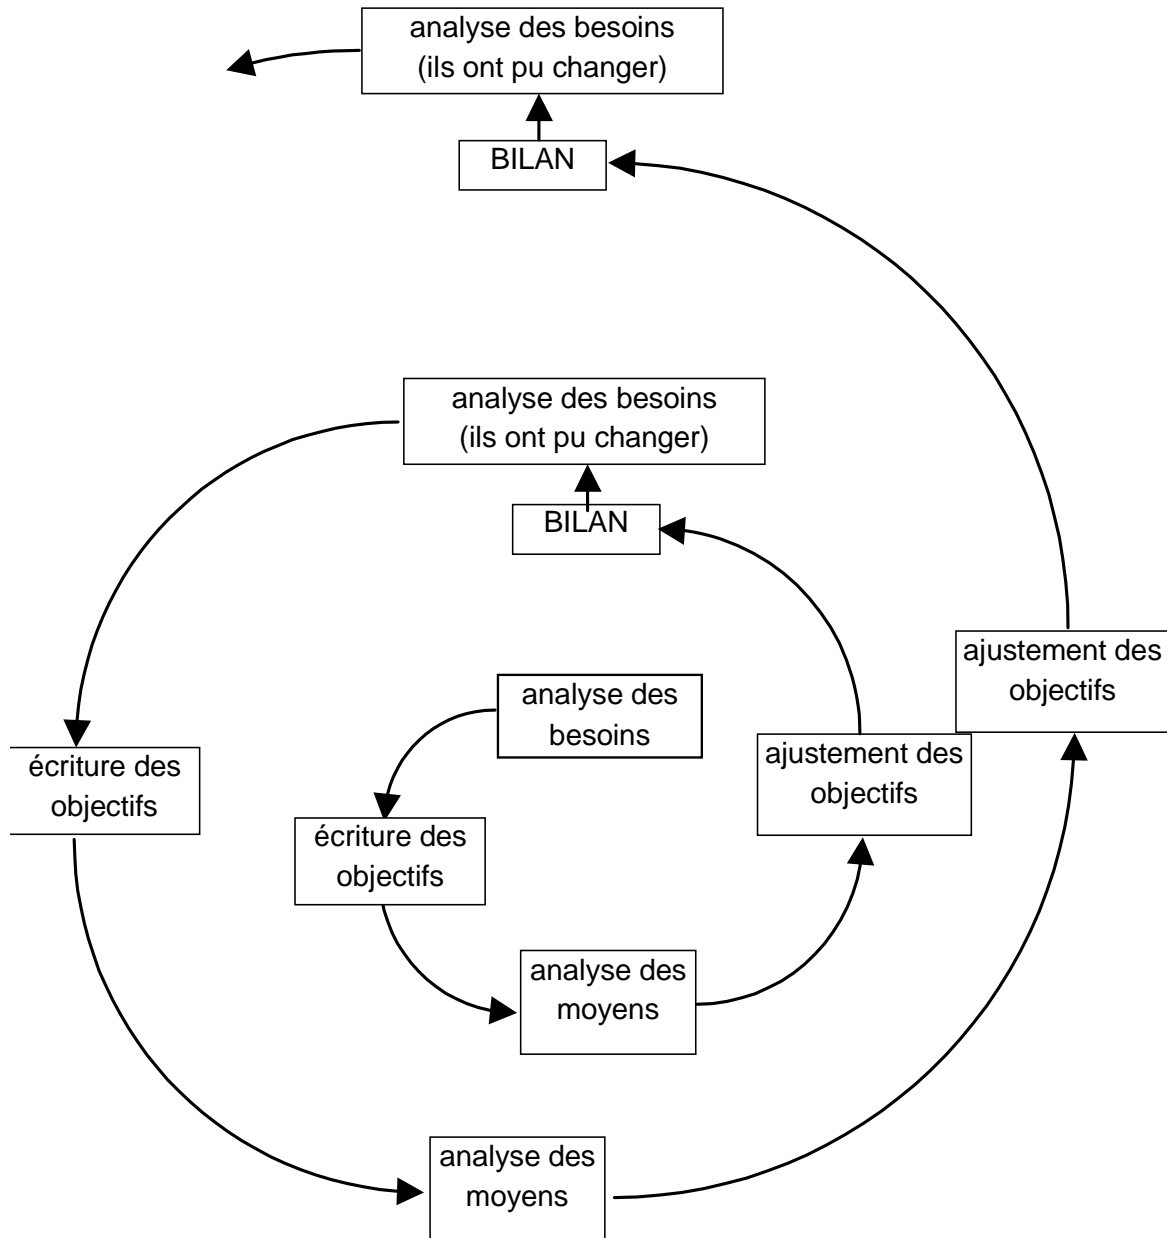 analyse des besoins
(ils ont pu changer)
BILAN
analyse des besoins
(ils ont pu changer)
BILAN
ajustement des
objectifs
analyse des
besoins
ajustement des
objectifs
écriture des
objectifs
écriture des
objectifs
analyse des
moyens
analyse des
moyens